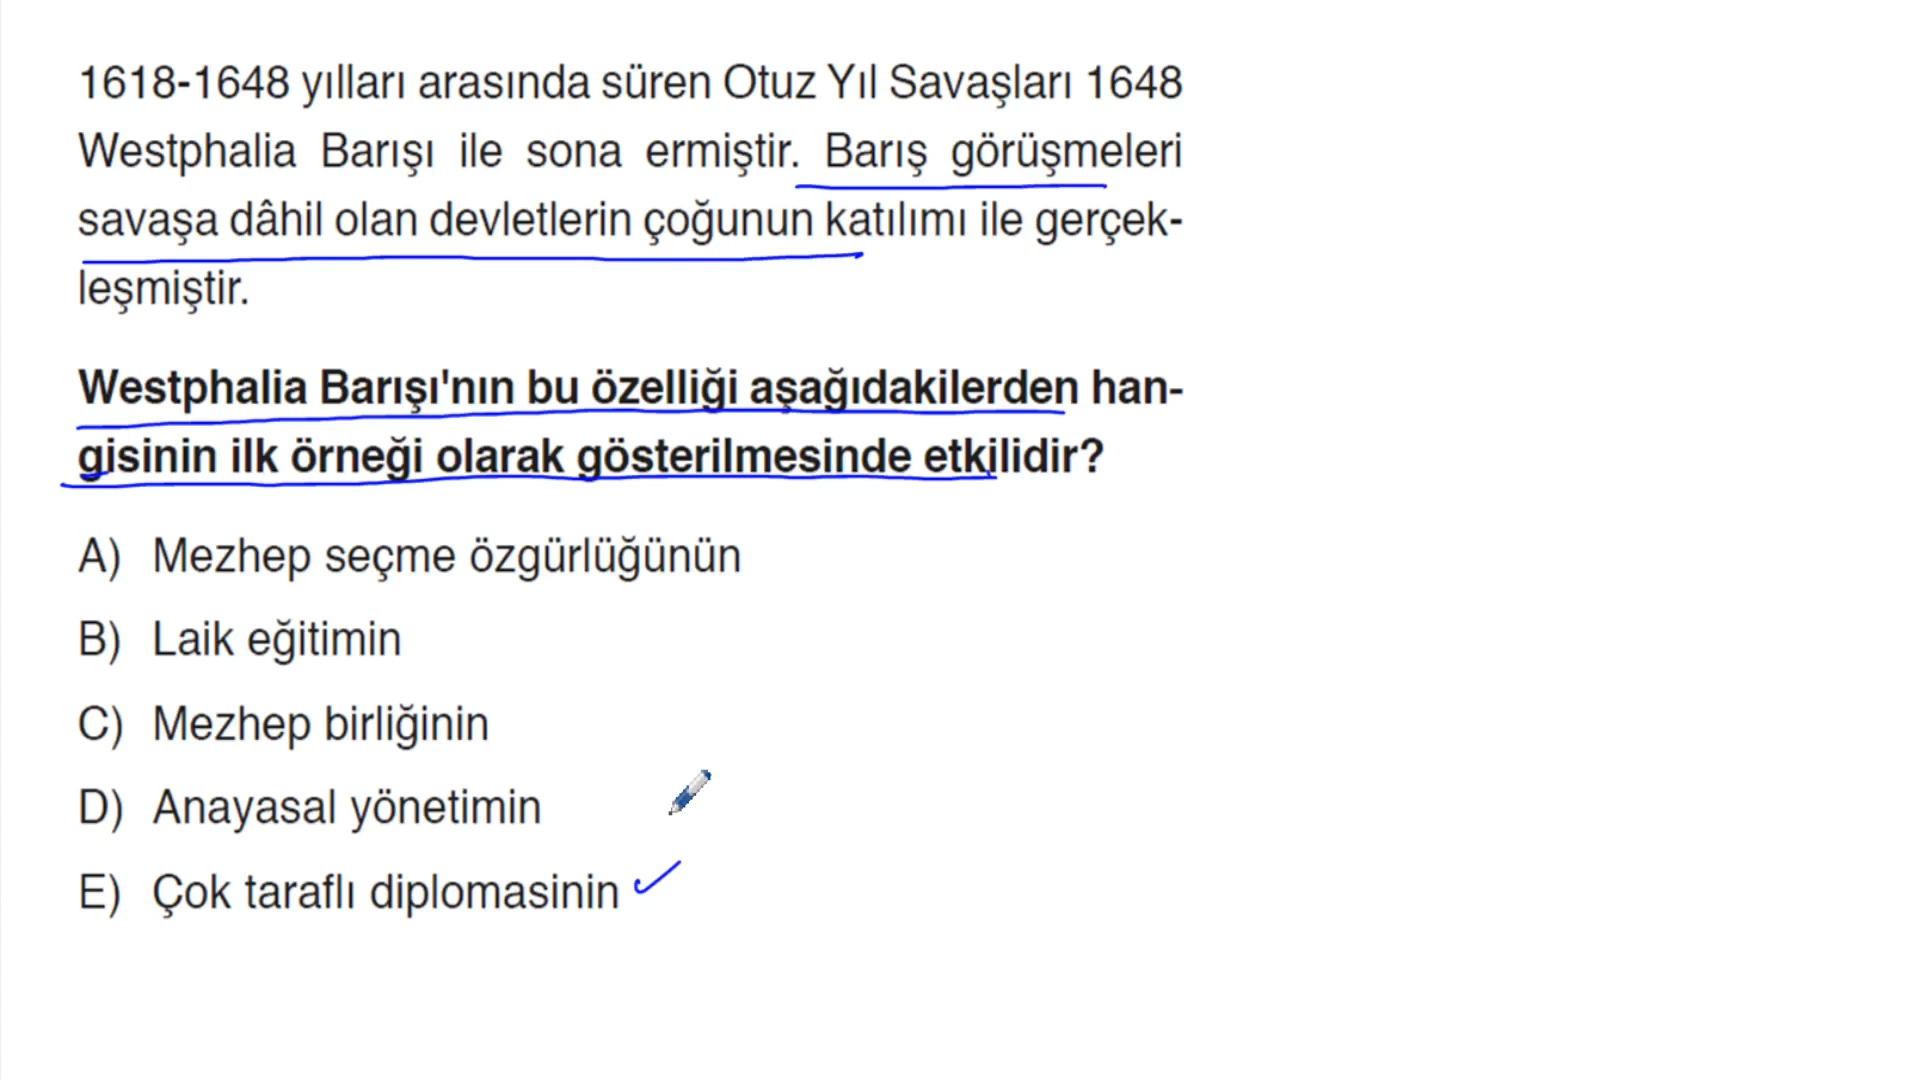 1618-1648 yılları arasında süren Otuz Yıl Savaşları 1648
Westphalia Barışı ile sona ermiştir. Barış görüşmeleri
savaşa dâhil olan devletlerin çoğunun katılımı ile gerçek-
leşmiştir.
Westphalia Barışı'nın bu özelliği aşağıdakilerden han-
gisinin ilk örneği olarak gösterilmesinde etkilidir?
A) Mezhep seçme özgürlüğünün
B) Laik eğitimin
C) Mezhep birliğinin
D) Anayasal yönetimin
E) Çok taraflı diplomasinin